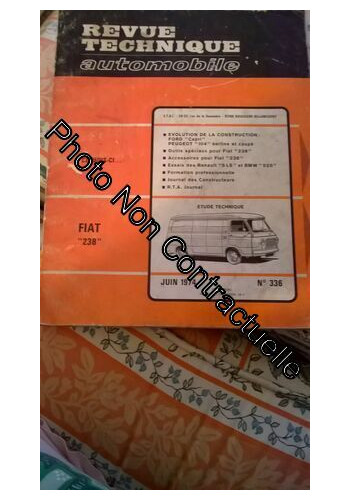 REVUE
TECHNIQUE
automobile
EVOLUTION DE LA CONSTRUCTION:
FORD "Capri"
PEUGEOT "104" berline et coupé
Outils spéciaux pour Fiat "238"
Accessoires pour Fiat "238"
Essais des Renault "5 LS" et BMW "520"
Formation professionnelle
Journal des Constructeurs
R.T.A. Journal
ETUDE TECHNIQUE
FIAT
"238"
JUIN 1974
N° 336
Photo Non Contractuelle